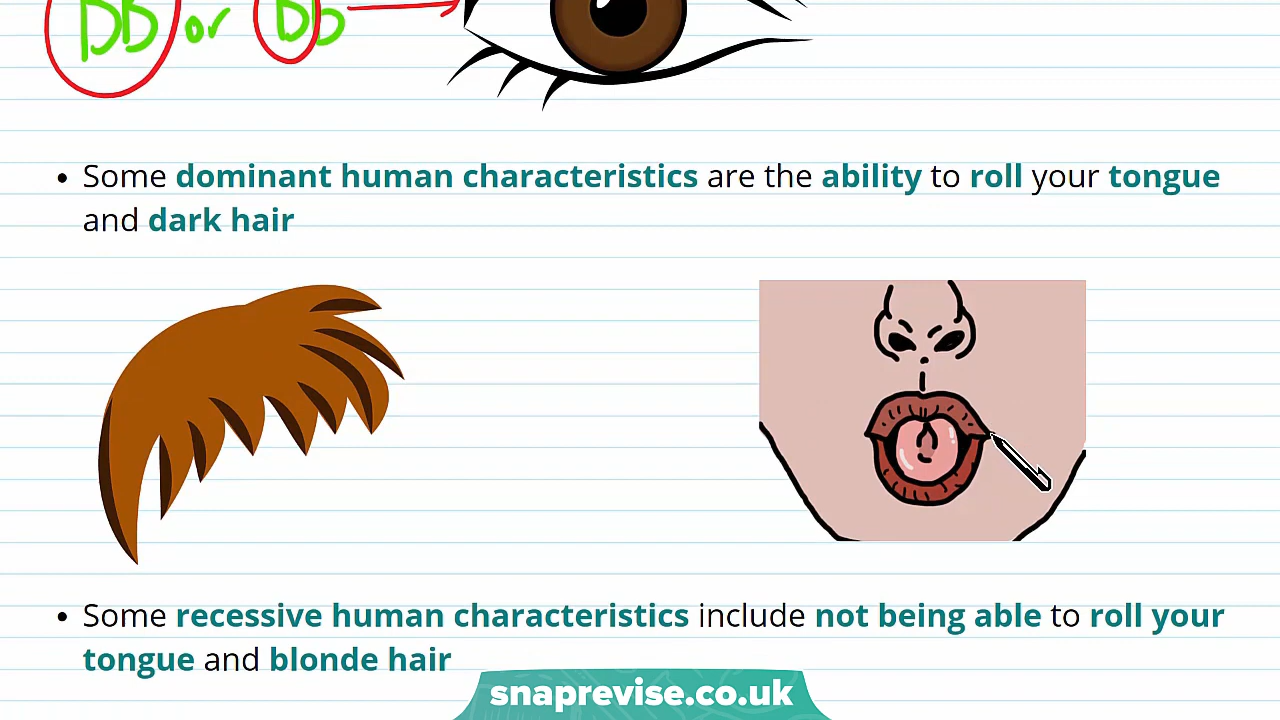 BB or Bb
• Some dominant human characteristics are the ability to roll your tongue
and dark hair
• Some recessive human characteristics include not being able to roll your
tongue and blonde hair
snaprevise.co.uk